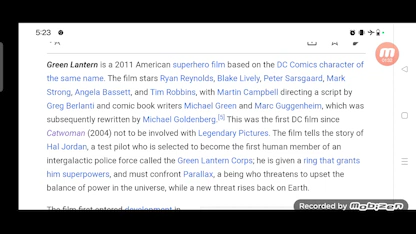 5:23
Green Lantern is a 2011 American superhero film based on the DC Comics character of
the same name. The film stars Ryan Reynolds, Blake Lively, Peter Sarsgaard, Mark
Strong, Angela Bassett, and Tim Robbins, with Martin Campbell directing a script by
Greg Berlanti and comic book writers Michael Green and Marc Guggenheim, which was
subsequently rewritten by Michael Goldenberg.[5] This was the first DC film since
Catwoman (2004) not to be involved with Legendary Pictures. The film tells the story of
Hal Jordan, a test pilot who is selected to become the first human member of an
intergalactic police force called the Green Lantern Corps; he is given a ring that grants
him superpowers, and must confront Parallax, a being who threatens to upset the
balance of power in the universe, while a new threat rises back on Earth.
The film first entered development in
Recorded by Mobizen